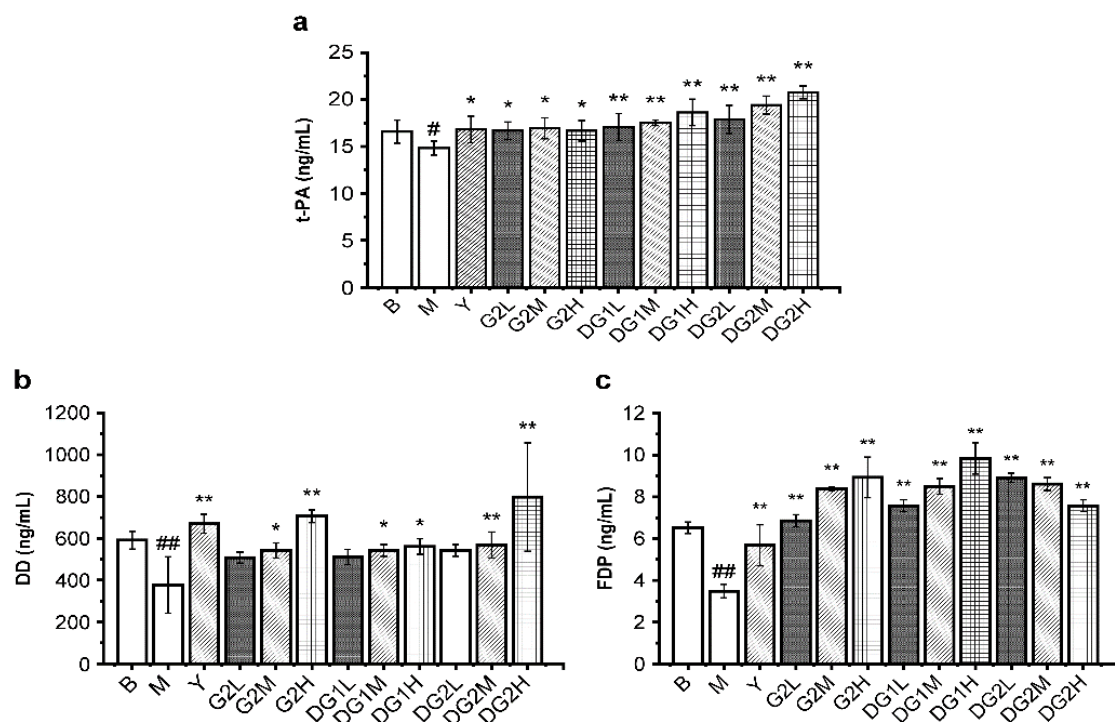 a
t-PA (ng/mL)
25
20
15
10
5
0
#
*
*
*
*
**
**
**
**
**
**
B
M
Y
G2L
G2M
G2H
DG1L
DG1M
DG1H
DG2L
DG2M
DG2H
b
DD (ng/mL)
1200
1000
800
600
400
200
0
##
**
*
**
*
*
**
**
B
M
Y
G2L
G2M
G2H
DG1L
DG1M
DG1H
DG2L
DG2M
DG2H
c
FDP (ng/mL)
12
10
8
6
4
2
0
##
**
**
**
**
**
**
**
**
**
**
B
M
Y
G2L
G2M
G2H
DG1L
DG1M
DG1H
DG2L
DG2M
DG2H